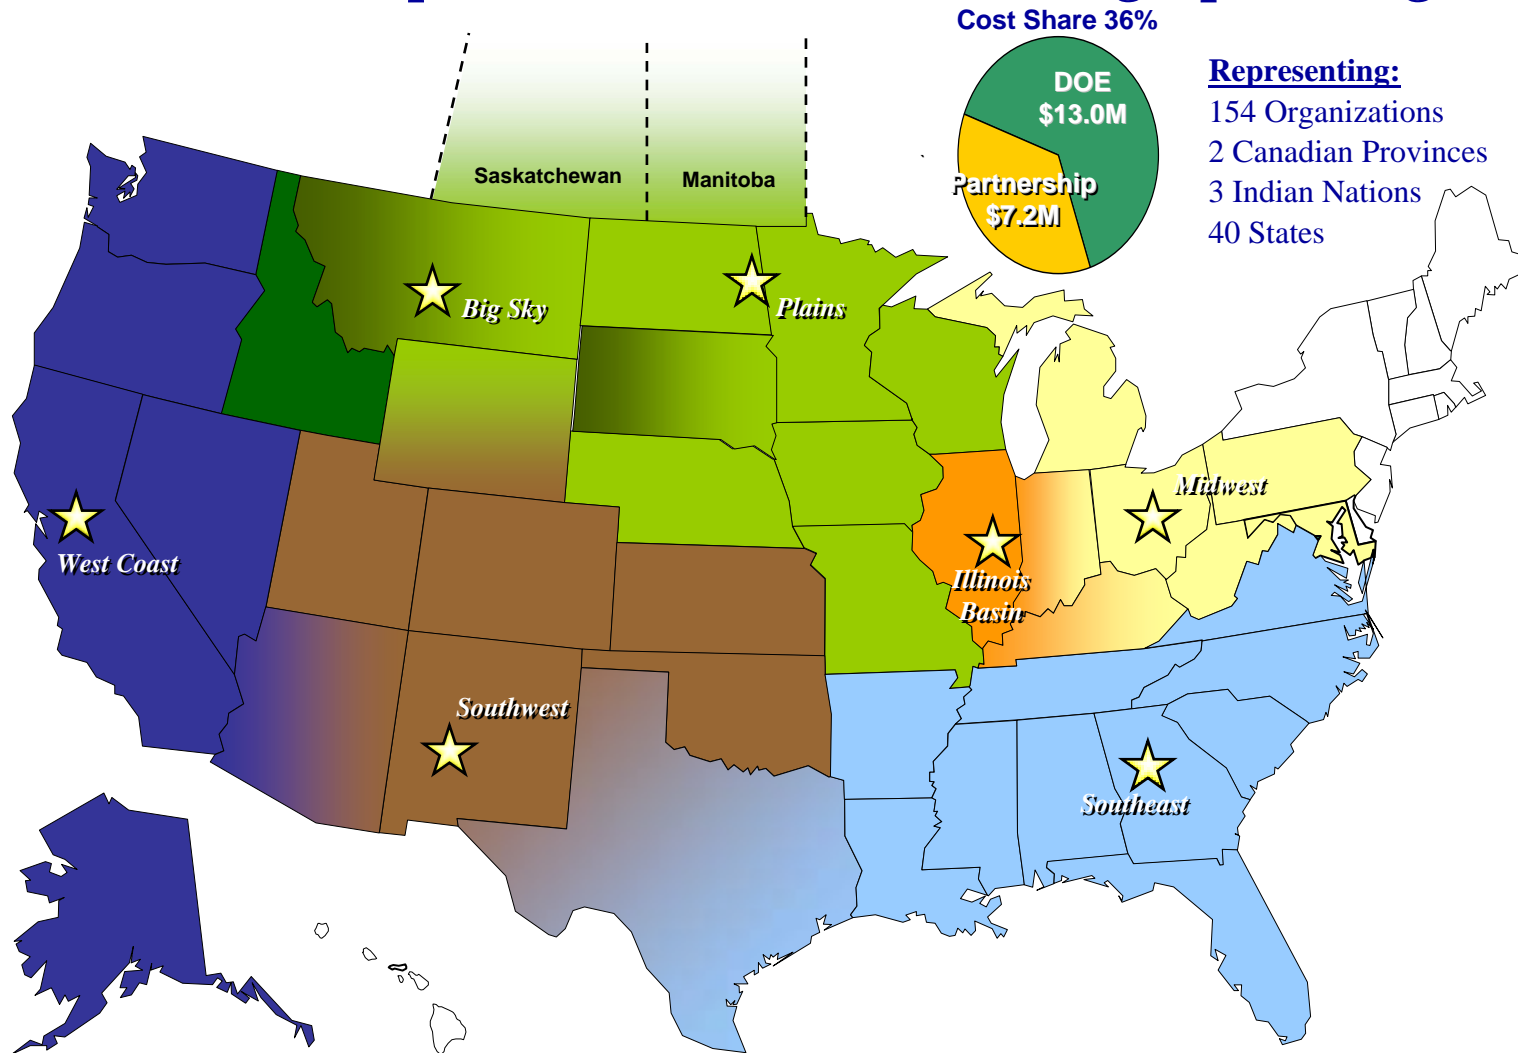 Cost Share 36%
DOE
$13.0M
Partnership
$7.2M
Representing:
154 Organizations
2 Canadian Provinces
3 Indian Nations
40 States
Saskatchewan
Manitoba
Big Sky
Plains
Midwest
West Coast
Illinois
Basin
Southwest
Southeast